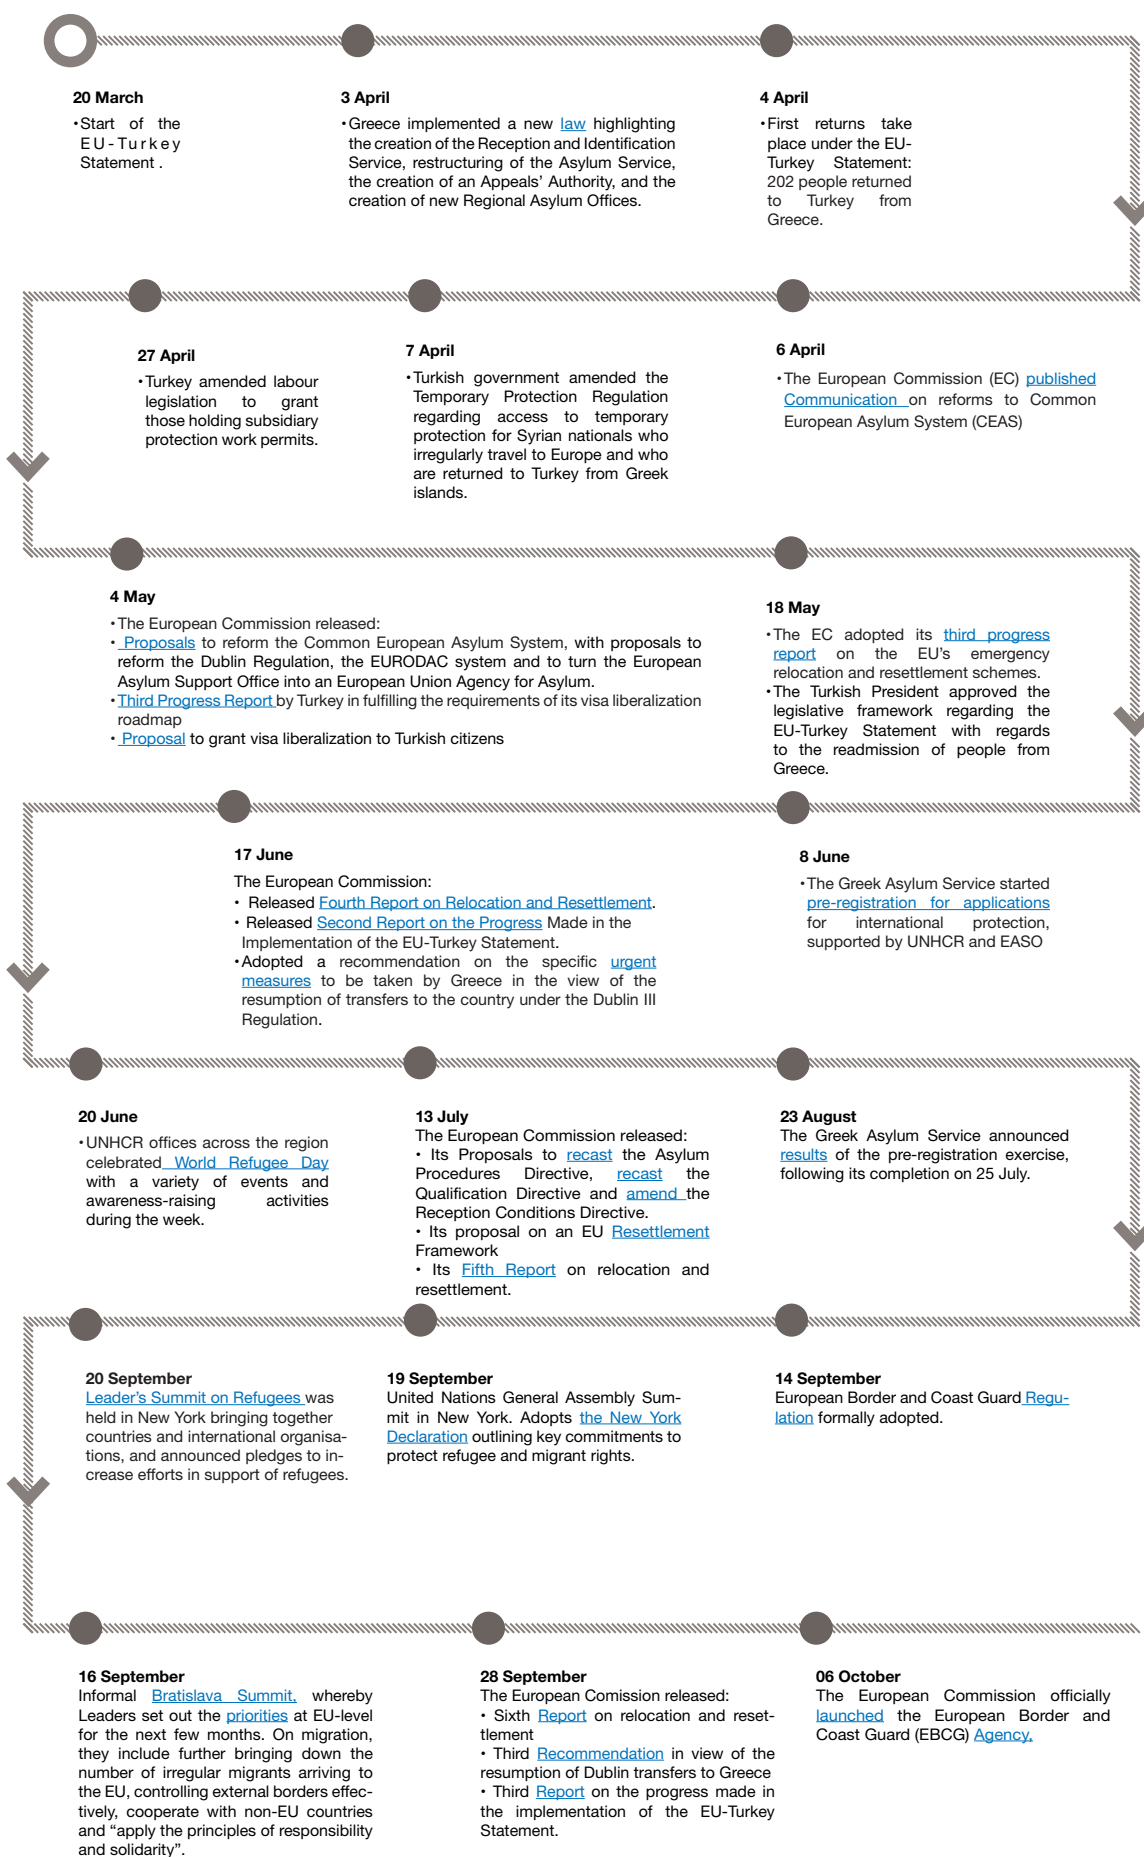 20 March
•Start of the
EU-Turkey
Statement .
3 April
•Greece implemented a new law highlighting
the creation of the Reception and Identification
Service, restructuring of the Asylum Service,
the creation of an Appeals' Authority, and the
creation of new Regional Asylum Offices.
4 April
•First returns take
place under the EU-
Turkey Statement:
202 people returned
to Turkey from
Greece.
27 April
•Turkey amended labour
legislation to grant
those holding subsidiary
protection work permits.
7 April
•Turkish government amended the
Temporary Protection Regulation
regarding access to temporary
protection for Syrian nationals who
irregularly travel to Europe and who
are returned to Turkey from Greek
islands.
6 April
•The European Commission (EC) published
Communication on reforms to Common
European Asylum System (CEAS)
4 May
•The European Commission released:
• Proposals to reform the Common European Asylum System, with proposals to
reform the Dublin Regulation, the EURODAC system and to turn the European
Asylum Support Office into an European Union Agency for Asylum.
•Third Progress Report by Turkey in fulfilling the requirements of its visa liberalization
roadmap
• Proposal to grant visa liberalization to Turkish citizens
18 May
•The EC adopted its third progress
report on the EU's emergency
relocation and resettlement schemes.
•The Turkish President approved the
legislative framework regarding the
EU-Turkey Statement with regards
to the readmission of people from
Greece.
17 June
The European Commission:
• Released Fourth Report on Relocation and Resettlement.
• Released Second Report on the Progress Made in the
Implementation of the EU-Turkey Statement.
•Adopted a recommendation on the specific urgent
measures to be taken by Greece in the view of the
resumption of transfers to the country under the Dublin III
Regulation.
8 June
•The Greek Asylum Service started
pre-registration for applications
for international protection,
supported by UNHCR and EASO
20 June
•UNHCR offices across the region
celebrated World Refugee Day
with a variety of events and
awareness-raising activities
during the week.
13 July
The European Commission released:
• Its Proposals to recast the Asylum
Procedures Directive, recast the
Qualification Directive and amend the
Reception Conditions Directive.
• Its proposal on an EU Resettlement
Framework
• Its Fifth Report on relocation and
resettlement.
23 August
The Greek Asylum Service announced
results of the pre-registration exercise,
following its completion on 25 July.
20 September
Leader's Summit on Refugees was
held in New York bringing together
countries and international organisa-
tions, and announced pledges to in-
crease efforts in support of refugees.
19 September
United Nations General Assembly Sum-
mit in New York. Adopts the New York
Declaration outlining key commitments to
protect refugee and migrant rights.
14 September
European Border and Coast Guard Regu-
lation formally adopted.
16 September
Informal Bratislava Summit, whereby
Leaders set out the priorities at EU-level
for the next few months. On migration,
they include further bringing down the
number of irregular migrants arriving to
the EU, controlling external borders effec-
tively, cooperate with non-EU countries
and “apply the principles of responsibility
and solidarity”.
28 September
The European Comission released:
• Sixth Report on relocation and reset-
tlement
• Third Recommendation in view of the
resumption of Dublin transfers to Greece
• Third Report on the progress made in
the implementation of the EU-Turkey
Statement.
06 October
The European Commission officially
launched the European Border and
Coast Guard (EBCG) Agency,